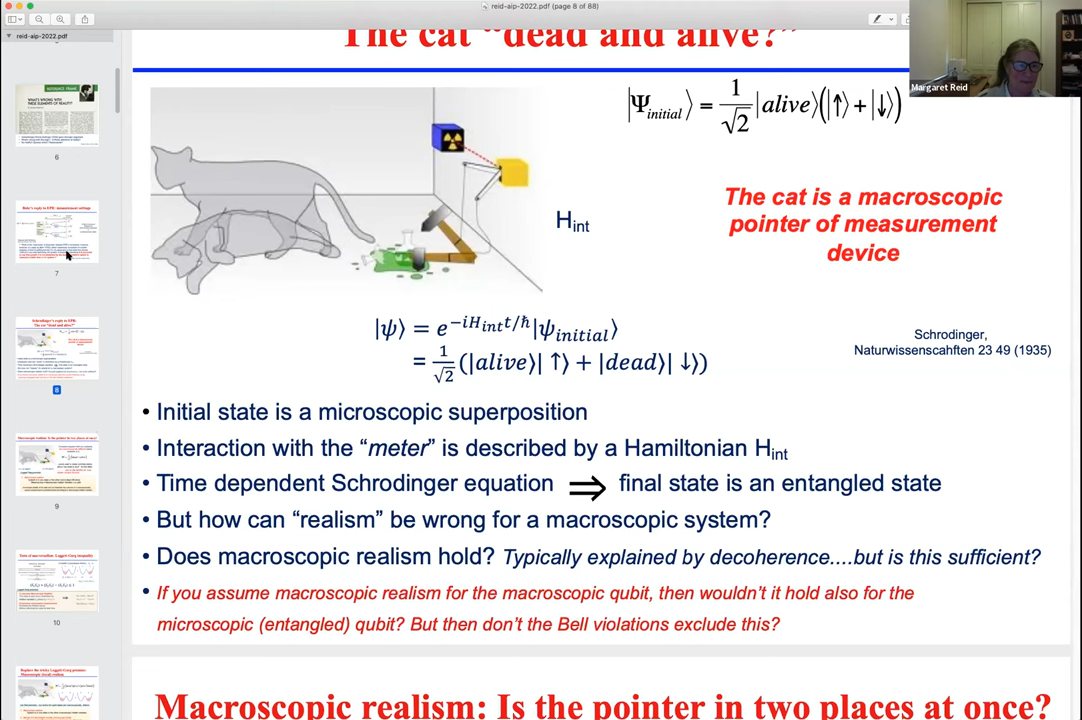 reid-aip-2022.pdf (page 8 of 88)
reid-aip-2022.pdf
Margaret Reid
6
7
8
9
10
The cat “dead and alive?”
|Ψinitial⟩ = 1/√2 |alive⟩(|↑⟩ + |↓⟩)
The cat is a macroscopic
pointer of measurement
device
Hint
|ψ⟩ = e^−iHintt/ħ|ψinitial⟩
= 1/√2 (|alive⟩| ↑⟩ + |dead⟩| ↓⟩)
Schrodinger,
Naturwissencahften 23 49 (1935)
• Initial state is a microscopic superposition
• Interaction with the “meter” is described by a Hamiltonian Hint
• Time dependent Schrodinger equation ⇒ final state is an entangled state
• But how can “realism” be wrong for a macroscopic system?
• Does macroscopic realism hold? Typically explained by decoherence....but is this sufficient?
• If you assume macroscopic realism for the macroscopic qubit, then wouldn’t it hold also for the
microscopic (entangled) qubit? But then don’t the Bell violations exclude this?
Macroscopic realism: Is the pointer in two places at once?